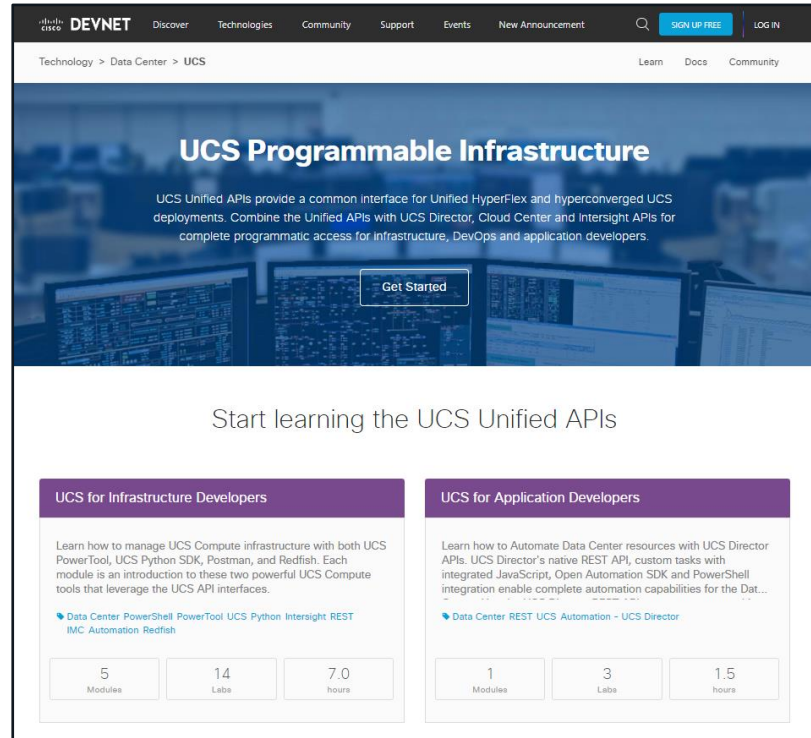 cisco DEVNET Discover Technologies Community Support Events New Announcement SIGN UP FREE LOG IN
Technology > Data Center > UCS Learn Docs Community
UCS Programmable Infrastructure
UCS Unified APIs provide a common interface for Unified HyperFlex and hyperconverged UCS
deployments. Combine the Unified APIs with UCS Director, Cloud Center and Intersight APIs for
complete programmatic access for infrastructure, DevOps and application developers.
Get Started
Start learning the UCS Unified APIs
UCS for Infrastructure Developers
Learn how to manage UCS Compute infrastructure with both UCS
PowerTool, UCS Python SDK, Postman, and Redfish. Each
module is an introduction to these two powerful UCS Compute
tools that leverage the UCS API interfaces.
Data Center PowerShell PowerTool UCS Python Intersight REST
IMC Automation Redfish
5 14 7.0
Modules Labs hours
UCS for Application Developers
Learn how to Automate Data Center resources with UCS Director
APIs. UCS Director's native REST API, custom tasks with
integrated JavaScript, Open Automation SDK and PowerShell
integration enable complete automation capabilities for the Dat...
Data Center REST UCS Automation - UCS Director
1 3 1.5
Modules Labs hours